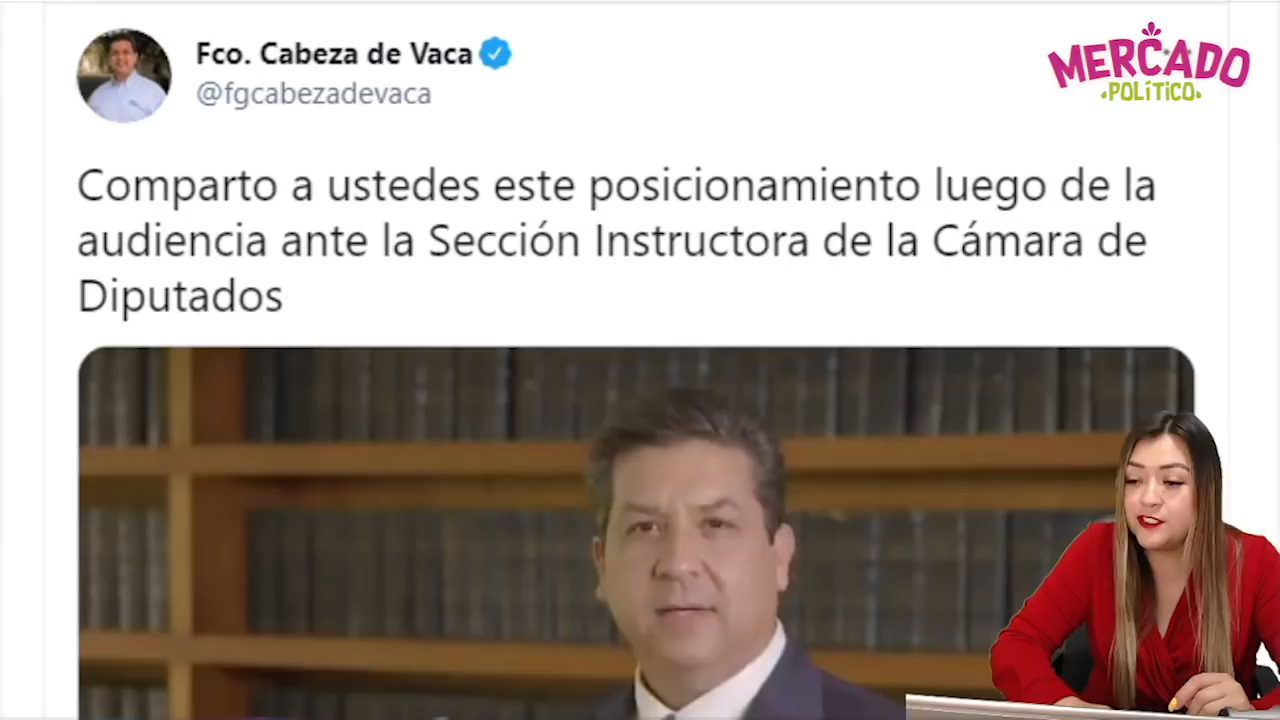 Fco. Cabeza de Vaca
@fgcabezadevaca
MERCADO
POLÍTICO
Comparto a ustedes este posicionamiento luego de la
audiencia ante la Sección Instructora de la Cámara de
Diputados